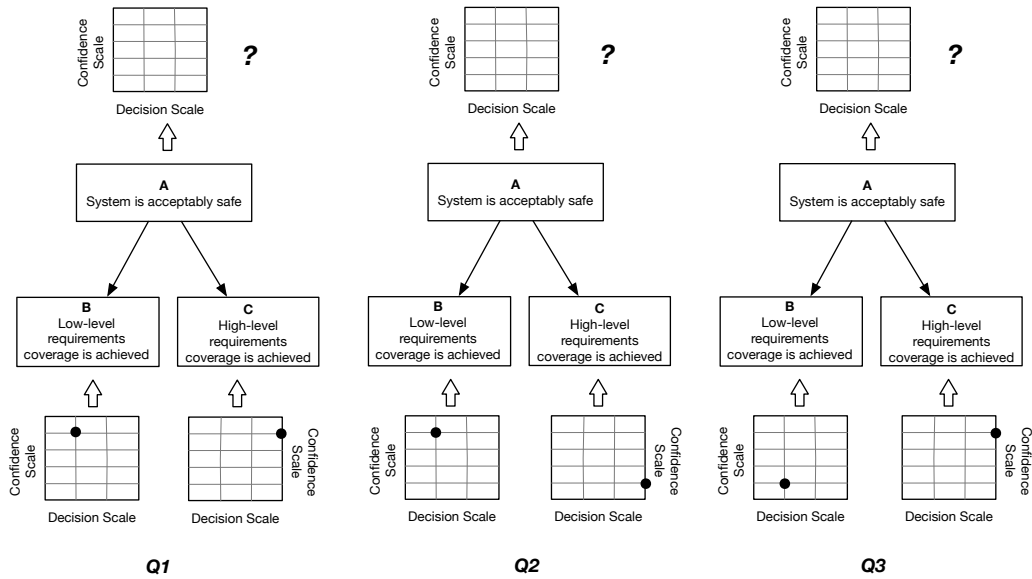 Confidence
Scale
?
Decision Scale
A
System is acceptably safe
B
Low-level
requirements
coverage is achieved
C
High-level
requirements
coverage is achieved
Confidence
Scale
Confidence
Scale
Decision Scale
Decision Scale
Q1
Confidence
Scale
?
Decision Scale
A
System is acceptably safe
B
Low-level
requirements
coverage is achieved
C
High-level
requirements
coverage is achieved
Confidence
Scale
Confidence
Scale
Decision Scale
Decision Scale
Q2
Confidence
Scale
?
Decision Scale
A
System is acceptably safe
B
Low-level
requirements
coverage is achieved
C
High-level
requirements
coverage is achieved
Confidence
Scale
Confidence
Scale
Decision Scale
Decision Scale
Q3